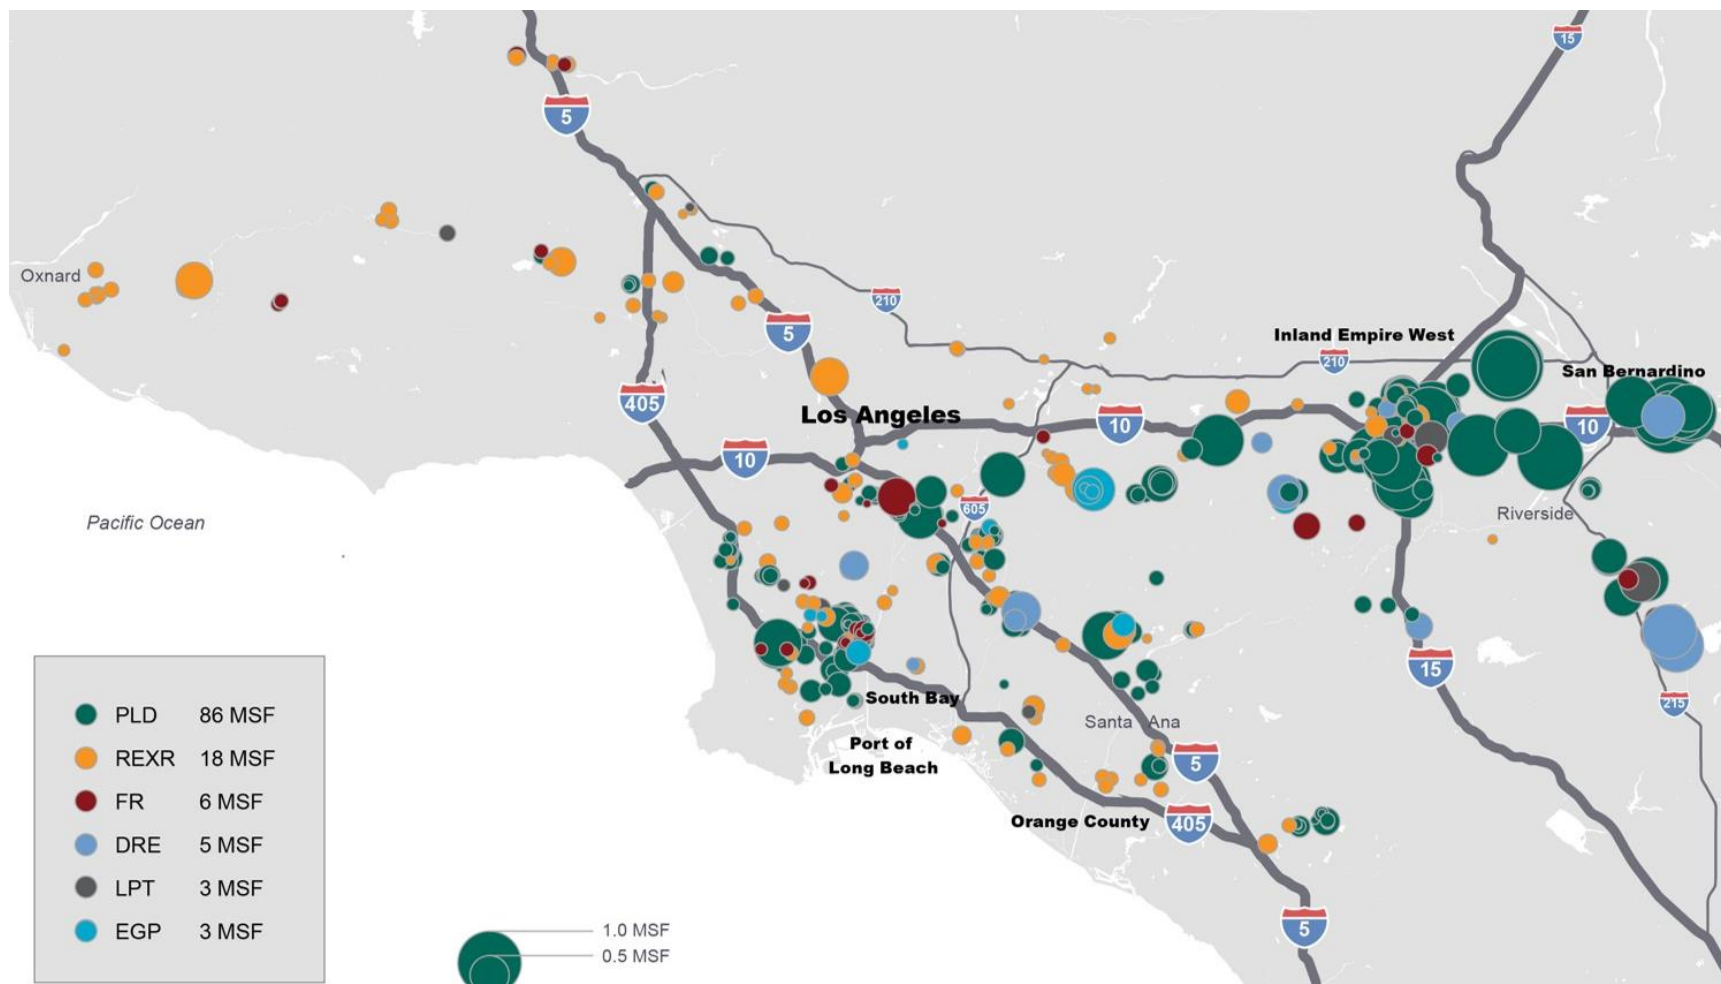 15
5
Oxnard
210
5
Inland Empire West
210
San Bernardino
405
Los Angeles
10
10
10
605
Pacific Ocean
Riverside
15
South Bay
215
Santa Ana
Port of
Long Beach
5
Orange County
405
5
PLD 86 MSF
REXR 18 MSF
FR 6 MSF
DRE 5 MSF
LPT 3 MSF
EGP 3 MSF
1.0 MSF
0.5 MSF